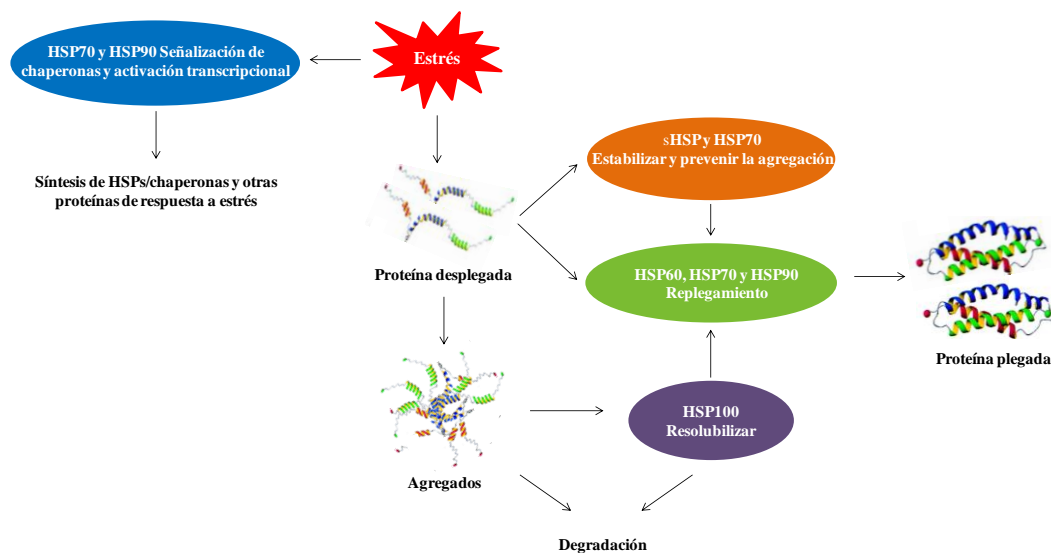 HSP70 y HSP90 Señalización de
chaperonas y activación transcripcional
Estrés
Síntesis de HSPs/chaperonas y otras
proteínas de respuesta a estrés
sHSP y HSP70
Estabilizar y prevenir la agregación
Proteína desplegada
HSP60, HSP70 y HSP90
Replegamiento
Proteína plegada
HSP100
Resolubilizar
Agregados
Degradación